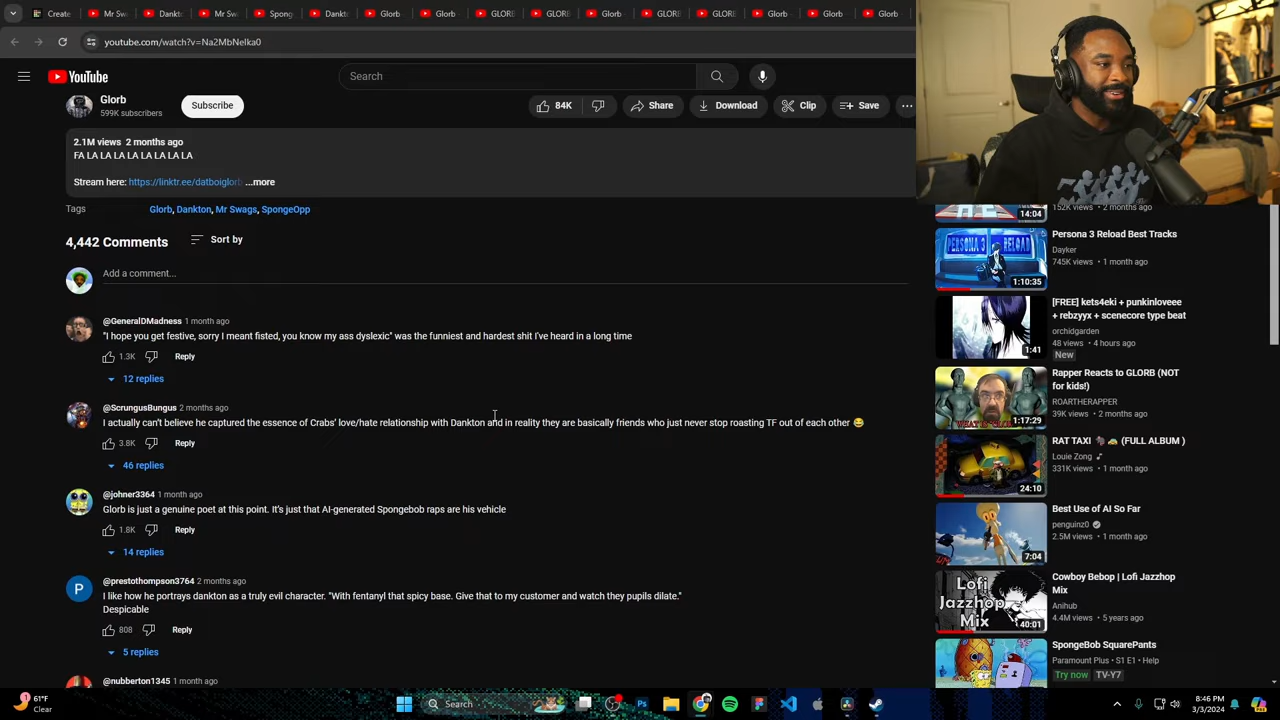 Create
Mr Sw
Dankt
Mr Sw
Spong
Dankt
Glorb
Glorb
GLORB
GLORB
Glorb
GLORB
GLORB
Glorb
Glorb
Glorb
youtube.com/watch?v=Na2MbNeIka0
YouTube
Search
Glorb
599K subscribers
Subscribe
84K
Share
Download
Clip
Save
2.1M views 2 months ago
FA LA LA LA LA LA LA LA LA
Stream here: https://linktr.ee/datboiglorb ...more
Tags
Glorb, Dankton, Mr Swags, SpongeOpp
4,442 Comments
Sort by
Add a comment...
@GeneralDMadness 1 month ago
"I hope you get festive, sorry I meant fisted, you know my ass dyslexic" was the funniest and hardest shit I've heard in a long time
1.3K
Reply
12 replies
@ScrungusBungus 2 months ago
I actually can't believe he captured the essence of Crabs' love/hate relationship with Dankton and in reality they are basically friends who just never stop roasting TF out of each other 😂
3.8K
Reply
46 replies
@johner3364 1 month ago
Glorb is just a genuine poet at this point. It's just that AI-generated Spongebob raps are his vehicle
1.8K
Reply
14 replies
P
@prestothompson3764 2 months ago
I like how he portrays dankton as a truly evil character. "With fentanyl that spicy base. Give that to my customer and watch they pupils dilate."
Despicable
808
Reply
5 replies
@nubberton1345 1 month ago
152K views • 2 months ago
14:04
PERSONA 3 RELOAD
1:10:35
Persona 3 Reload Best Tracks
Dayker
745K views • 1 month ago
1:41
[FREE] kets4eki + punkinloveee
+ rebzyyx + scenecore type beat
orchidgarden
48 views • 4 hours ago
New
1:17:29
Rapper Reacts to GLORB (NOT
for kids!)
ROARTHERAPPER
39K views • 2 months ago
24:10
RAT TAXI 🐀 🚕 (FULL ALBUM )
Louie Zong
331K views • 1 month ago
7:04
Best Use of AI So Far
penguinz0
2.5M views • 1 month ago
Lofi
Jazzhop
Mix
40:01
Cowboy Bebop | Lofi Jazzhop
Mix
Anihub
4.4M views • 5 years ago
SpongeBob SquarePants
Paramount Plus • S1 E1 • Help
Try now
TV-Y7
1
61°F
Clear
Search
8:46 PM
3/3/2024